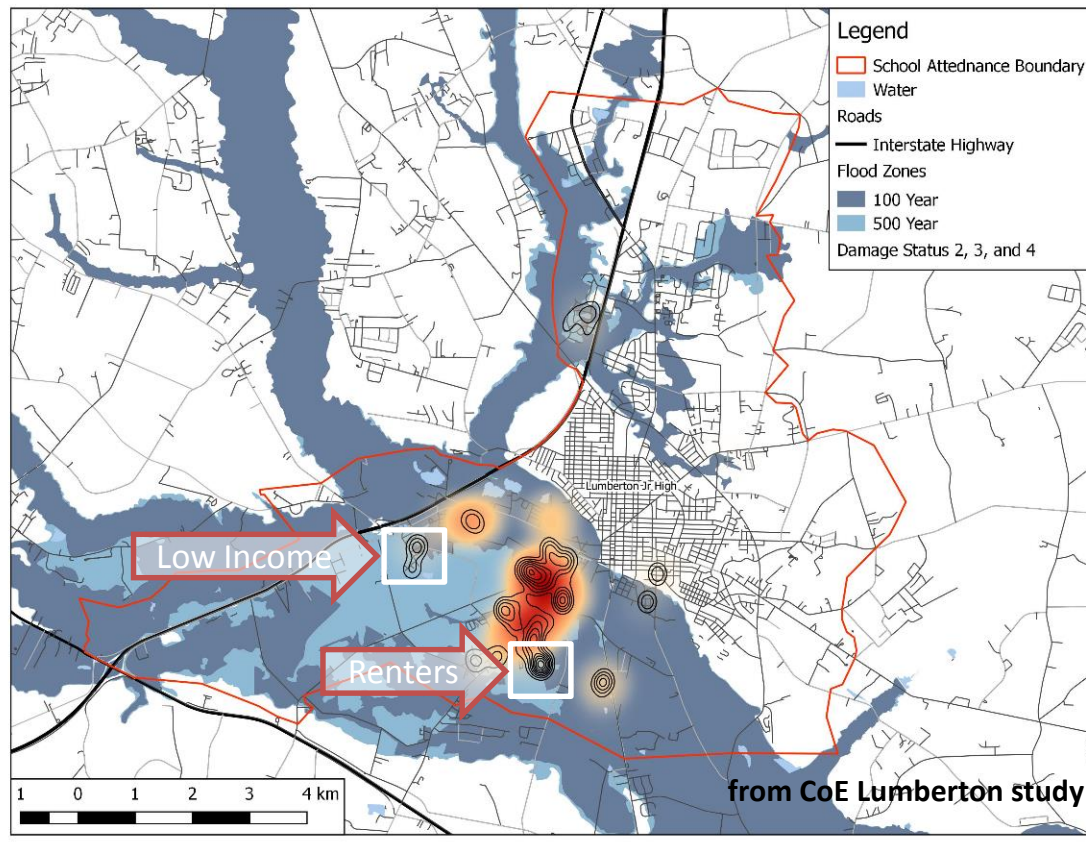 Legend
School Attednance Boundary
Water
Roads
Interstate Highway
Flood Zones
100 Year
500 Year
Damage Status 2, 3, and 4
Lumberton Jr High
Low Income
Renters
from CoE Lumberton study
1 0 1 2 3 4 km